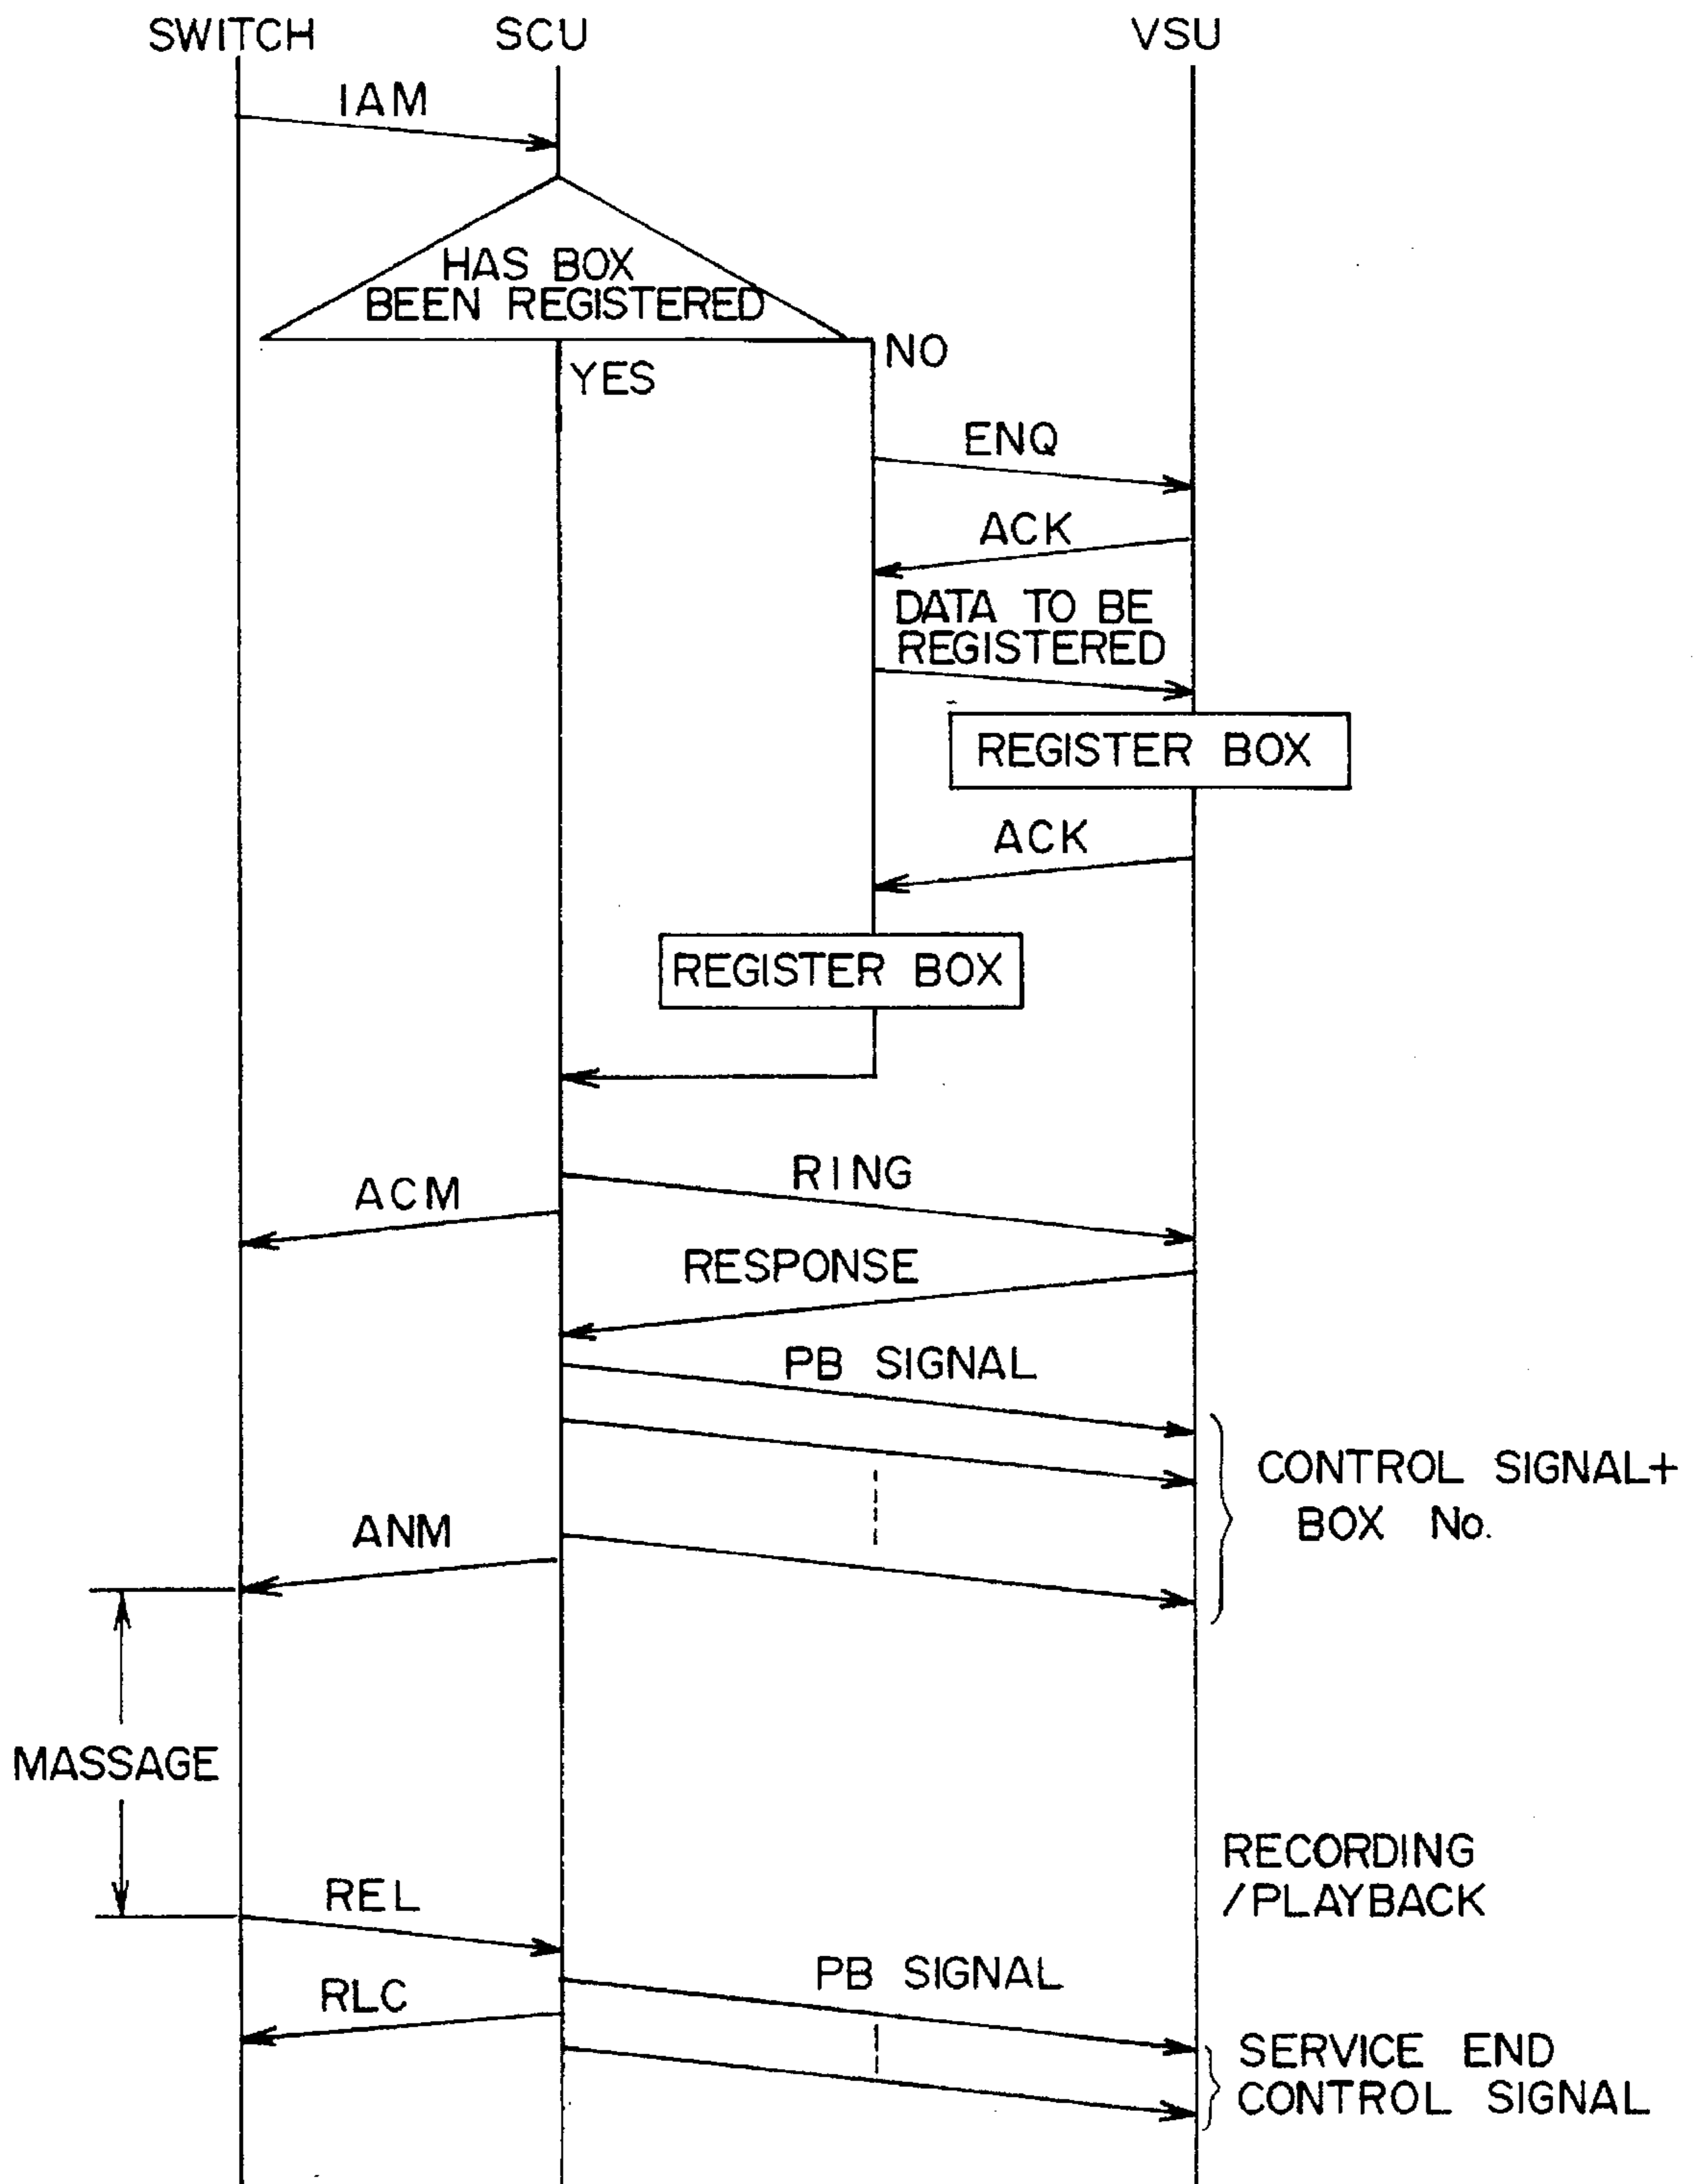 SWITCH SCU VSU
IAM
HAS BOX
BEEN REGISTERED
NO
YES
ENQ
ACK
DATA TO BE
REGISTERED
REGISTER BOX
ACK
REGISTER BOX
RING
ACM
RESPONSE
PB SIGNAL
CONTROL SIGNAL+
BOX No.
ANM
MASSAGE
RECORDING
/PLAYBACK
REL
PB SIGNAL
RLC
SERVICE END
CONTROL SIGNAL